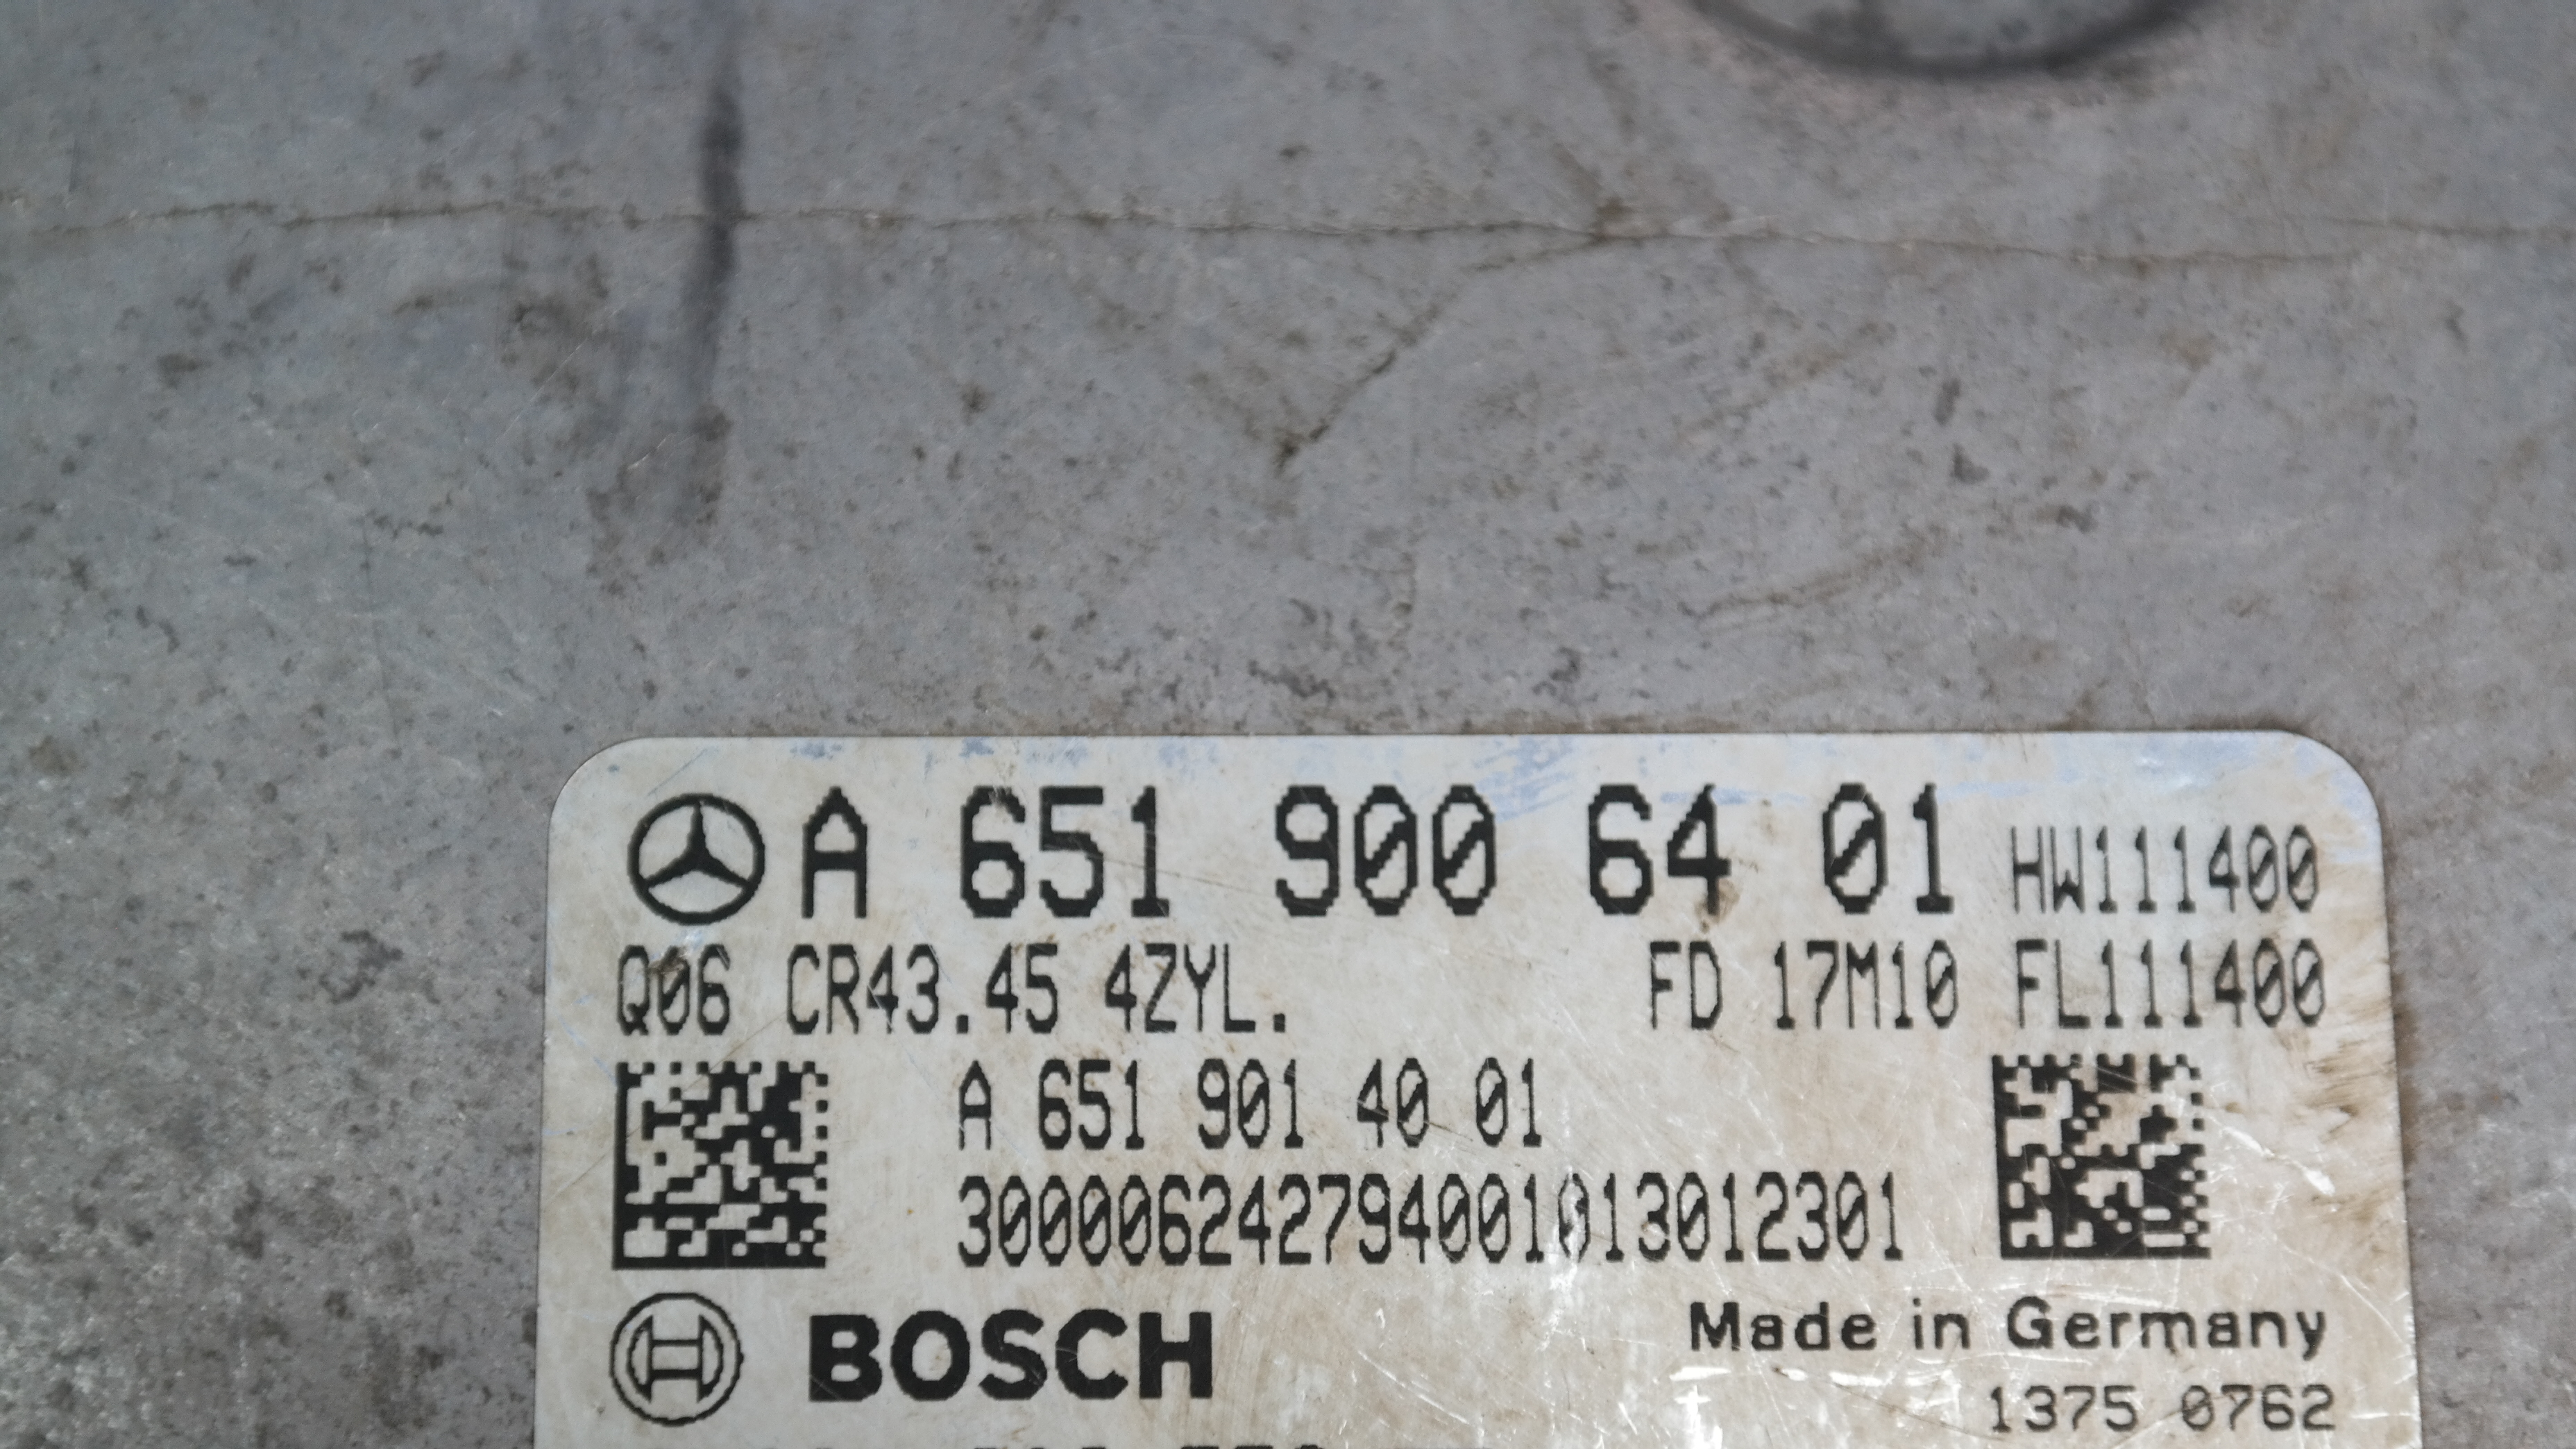 A 651 900 64 01 HW111400
Q06 CR43.45 4ZYL. FD 17M10 FL111400
A 651 901 40 01
300006242794001013012301
BOSCH
Made in Germany
1375 0762